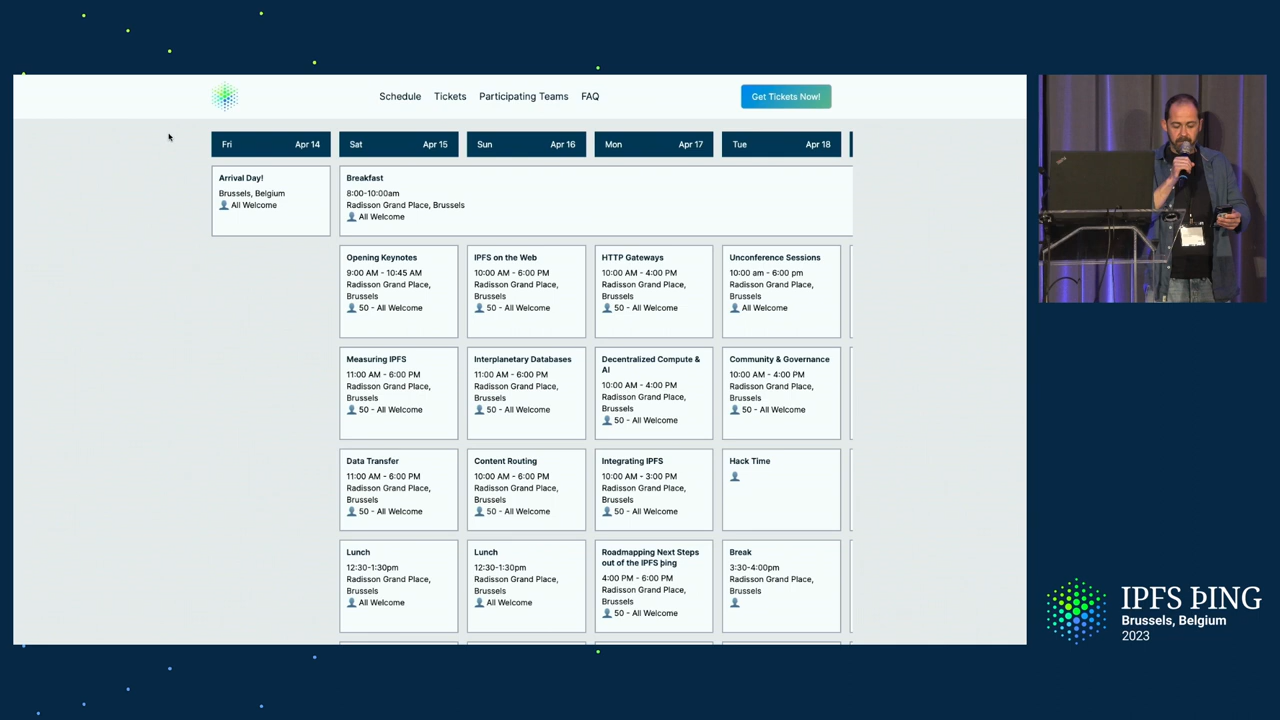 Schedule
Tickets
Participating Teams
FAQ
Get Tickets Now!
Fri Apr 14
Sat Apr 15
Sun Apr 16
Mon Apr 17
Tue Apr 18
Arrival Day!
Brussels, Belgium
All Welcome
Breakfast
8:00-10:00am
Radisson Grand Place, Brussels
All Welcome
Opening Keynotes
9:00 AM - 10:45 AM
Radisson Grand Place,
Brussels
50 - All Welcome
IPFS on the Web
10:00 AM - 6:00 PM
Radisson Grand Place,
Brussels
50 - All Welcome
HTTP Gateways
10:00 AM - 4:00 PM
Radisson Grand Place,
Brussels
50 - All Welcome
Unconference Sessions
10:00 am - 6:00 pm
Radisson Grand Place,
Brussels
All Welcome
Measuring IPFS
11:00 AM - 6:00 PM
Radisson Grand Place,
Brussels
50 - All Welcome
Interplanetary Databases
11:00 AM - 6:00 PM
Radisson Grand Place,
Brussels
50 - All Welcome
Decentralized Compute &
AI
10:00 AM - 4:00 PM
Radisson Grand Place,
Brussels
50 - All Welcome
Community & Governance
10:00 AM - 4:00 PM
Radisson Grand Place,
Brussels
50 - All Welcome
Data Transfer
11:00 AM - 6:00 PM
Radisson Grand Place,
Brussels
50 - All Welcome
Content Routing
10:00 AM - 6:00 PM
Radisson Grand Place,
Brussels
50 - All Welcome
Integrating IPFS
10:00 AM - 3:00 PM
Radisson Grand Place,
Brussels
50 - All Welcome
Hack Time
Lunch
12:30-1:30pm
Radisson Grand Place,
Brussels
All Welcome
Lunch
12:30-1:30pm
Radisson Grand Place,
Brussels
All Welcome
Roadmapping Next Steps
out of the IPFS þing
4:00 PM - 6:00 PM
Radisson Grand Place,
Brussels
50 - All Welcome
Break
3:30-4:00pm
Radisson Grand Place,
Brussels
IPFS ÞING
Brussels, Belgium
2023